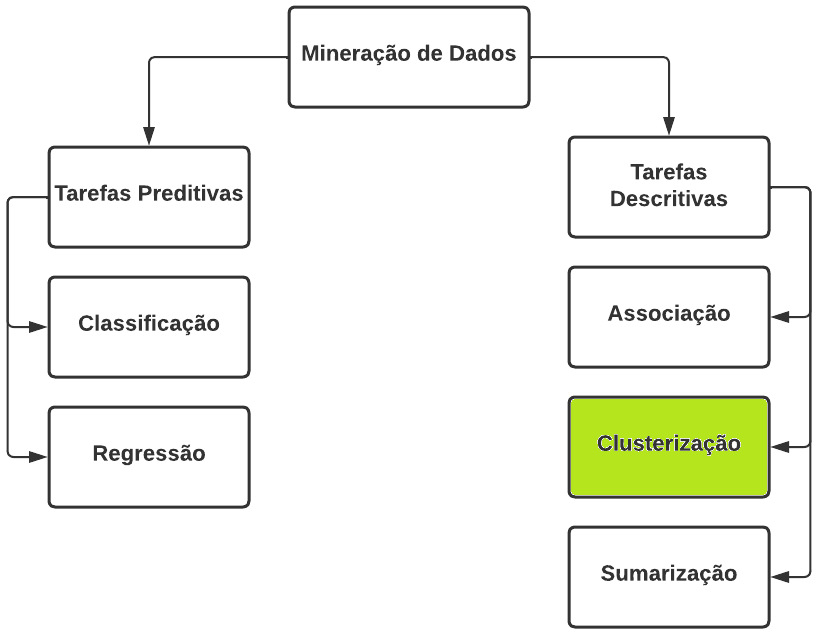 Mineração de Dados
Tarefas Preditivas
Classificação
Regressão
Tarefas
Descritivas
Associação
Clusterização
Sumarização